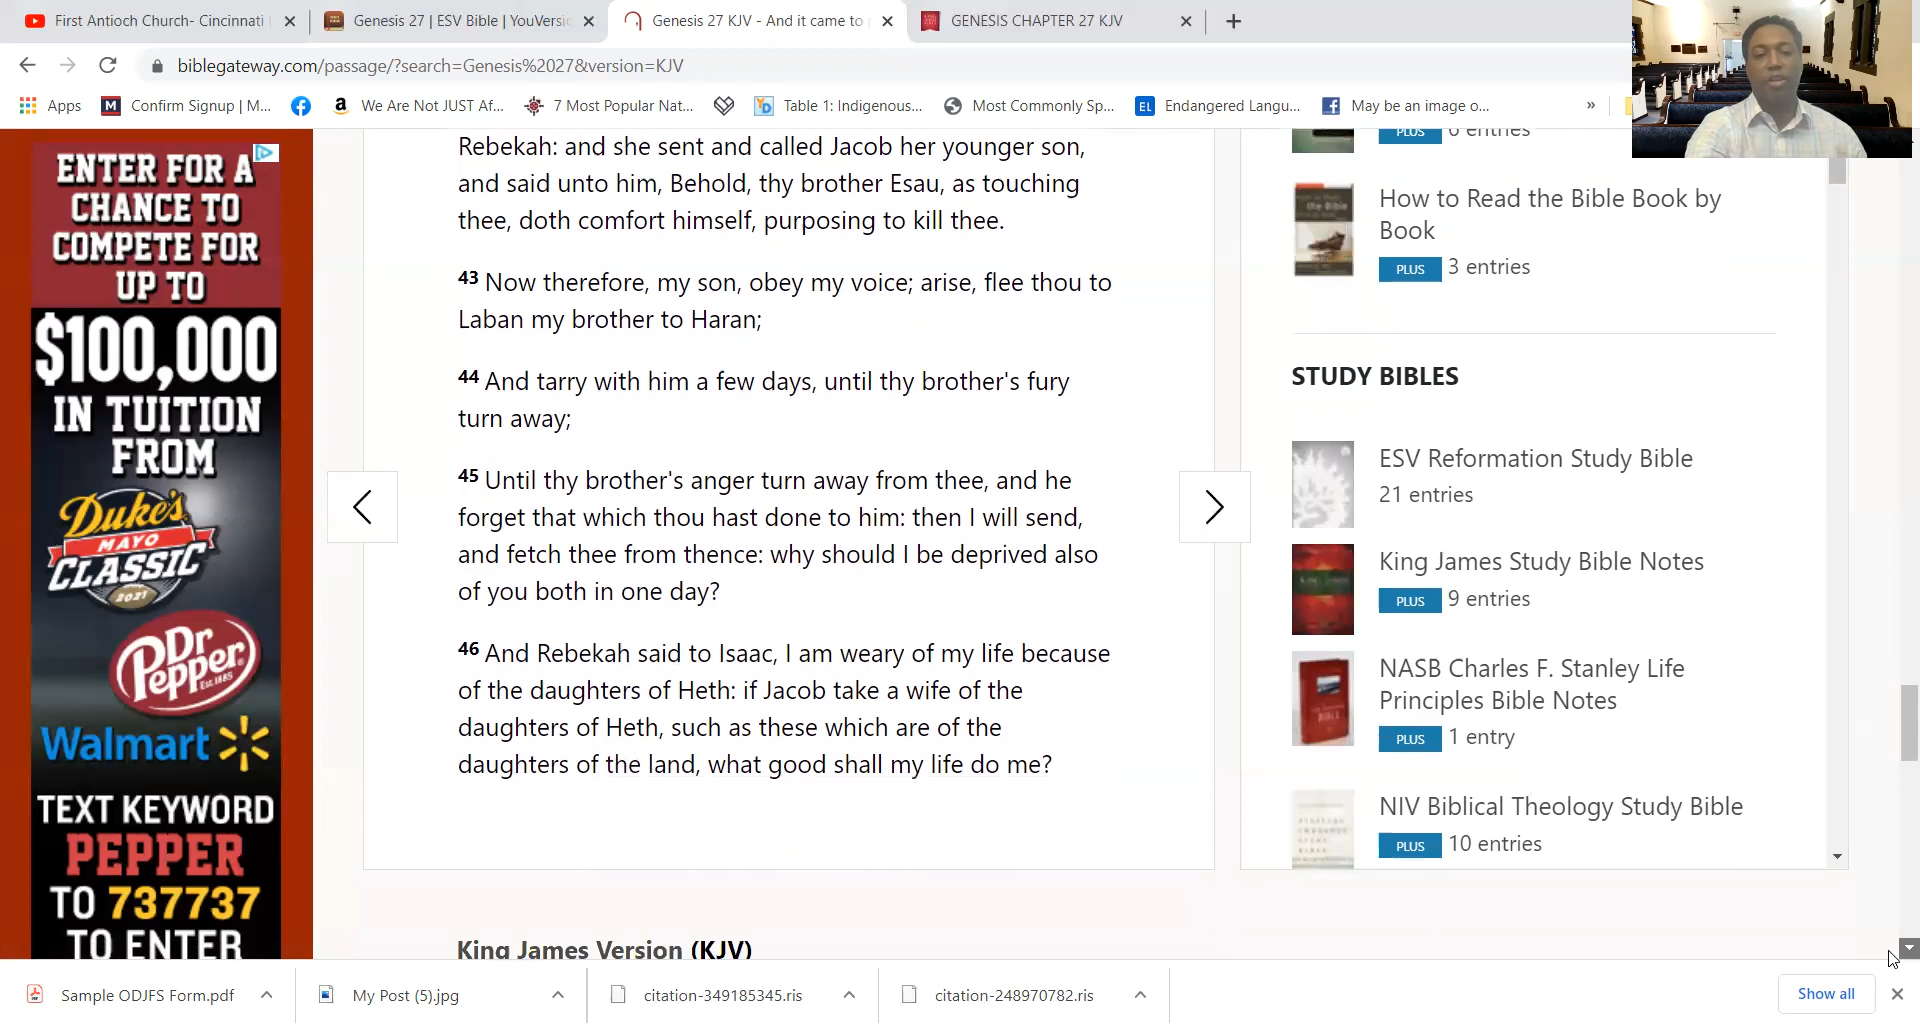 First Antioch Church- Cincinnati
Genesis 27 | ESV Bible | YouVersi
Genesis 27 KJV - And it came to
GENESIS CHAPTER 27 KJV
biblegateway.com/passage/?search=Genesis%2027&version=KJV
Apps
Confirm Signup | M...
We Are Not JUST Af...
7 Most Popular Nat...
Table 1: Indigenous...
Most Commonly Sp...
Endangered Langu...
May be an image o...
»
ENTER FOR A
CHANCE TO
COMPETE FOR
UP TO
$100,000
IN TUITION
FROM
Duke's
MAYO
CLASSIC
2021
Dr
Pepper
EST. 1885
Walmart
TEXT KEYWORD
PEPPER
TO 737737
TO ENTER
Rebekah: and she sent and called Jacob her younger son,
and said unto him, Behold, thy brother Esau, as touching
thee, doth comfort himself, purposing to kill thee.
43 Now therefore, my son, obey my voice; arise, flee thou to
Laban my brother to Haran;
44 And tarry with him a few days, until thy brother's fury
turn away;
45 Until thy brother's anger turn away from thee, and he
forget that which thou hast done to him: then I will send,
and fetch thee from thence: why should I be deprived also
of you both in one day?
46 And Rebekah said to Isaac, I am weary of my life because
of the daughters of Heth: if Jacob take a wife of the
daughters of Heth, such as these which are of the
daughters of the land, what good shall my life do me?
King James Version (KJV)
PLUS 6 entries
How to Read the Bible Book by
Book
PLUS 3 entries
STUDY BIBLES
ESV Reformation Study Bible
21 entries
King James Study Bible Notes
PLUS 9 entries
NASB Charles F. Stanley Life
Principles Bible Notes
PLUS 1 entry
NIV Biblical Theology Study Bible
PLUS 10 entries
Sample ODJFS Form.pdf
My Post (5).jpg
citation-349185345.ris
citation-248970782.ris
Show all